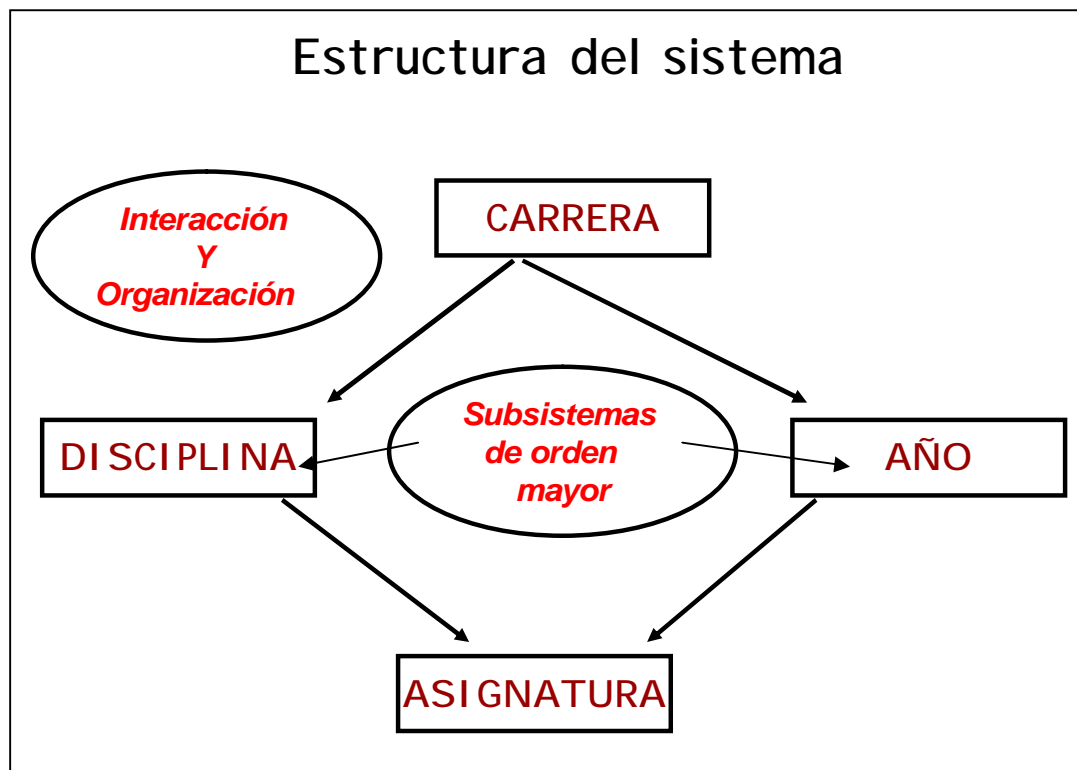 Estructura del sistema
Interacción
Y
Organización
CARRERA
DISCIPLINA
Subsistemas
de orden
mayor
AÑO
ASIGNATURA